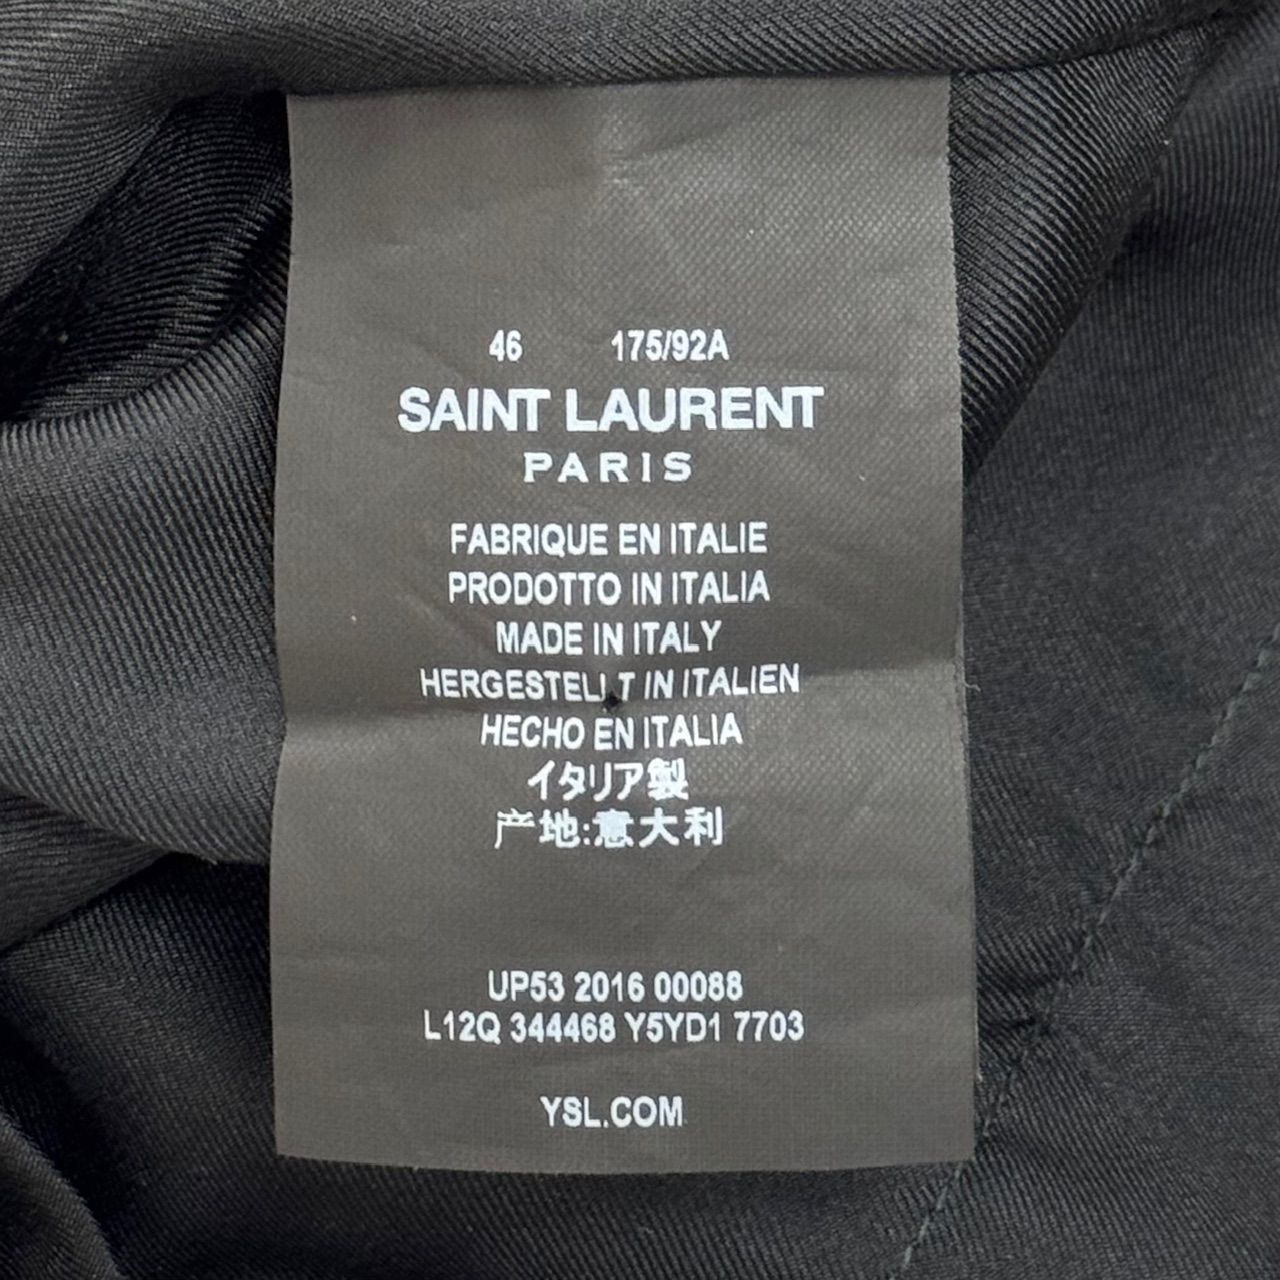 46 175/92A
SAINT LAURENT
PARIS
FABRIQUE EN ITALIE
PRODOTTO IN ITALIA
MADE IN ITALY
HERGESTELLT IN ITALIEN
HECHO EN ITALIA
イタリア製
产地:意大利
UP53 2016 00088
L12Q 344468 Y5YD1 7703
YSL.COM